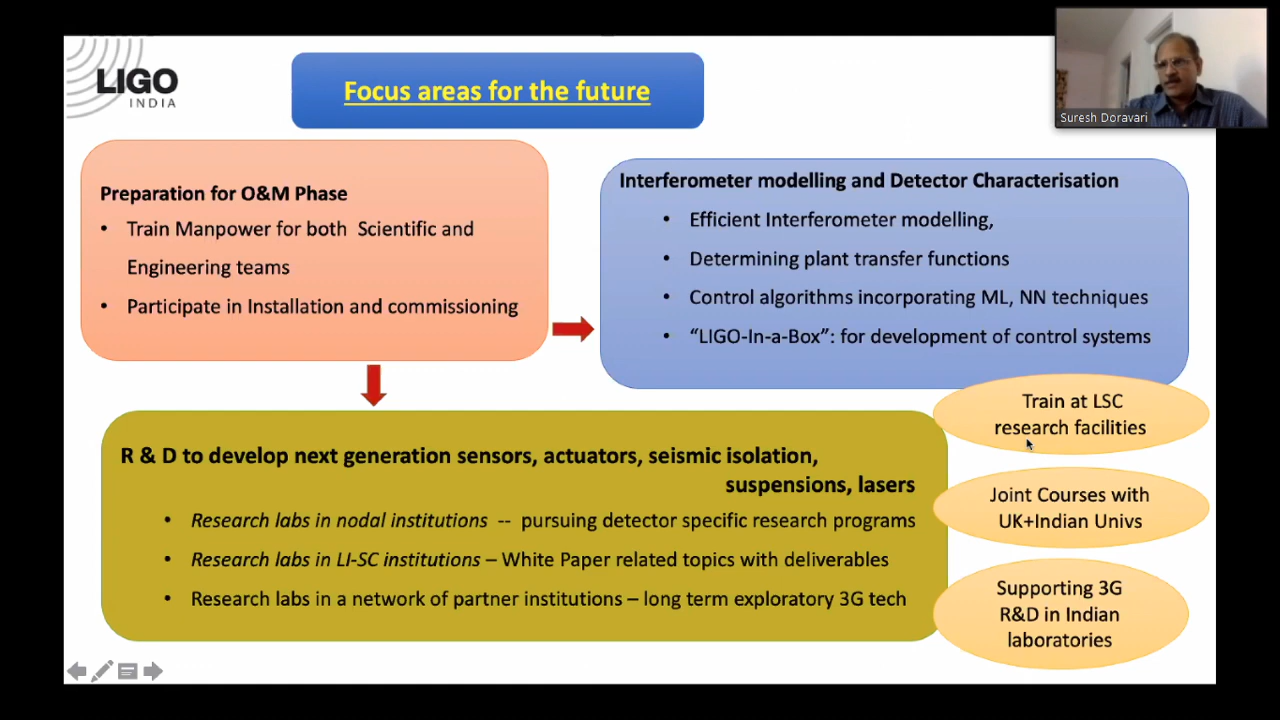 LIGO
INDIA
Focus areas for the future
Suresh Doravari
Preparation for O&M Phase
• Train Manpower for both Scientific and
Engineering teams
• Participate in Installation and commissioning
Interferometer modelling and Detector Characterisation
• Efficient Interferometer modelling,
• Determining plant transfer functions
• Control algorithms incorporating ML, NN techniques
• “LIGO-In-a-Box”: for development of control systems
R & D to develop next generation sensors, actuators, seismic isolation,
suspensions, lasers
• Research labs in nodal institutions -- pursuing detector specific research programs
• Research labs in LI-SC institutions – White Paper related topics with deliverables
• Research labs in a network of partner institutions – long term exploratory 3G tech
Train at LSC
research facilities
Joint Courses with
UK+Indian Univs
Supporting 3G
R&D in Indian
laboratories